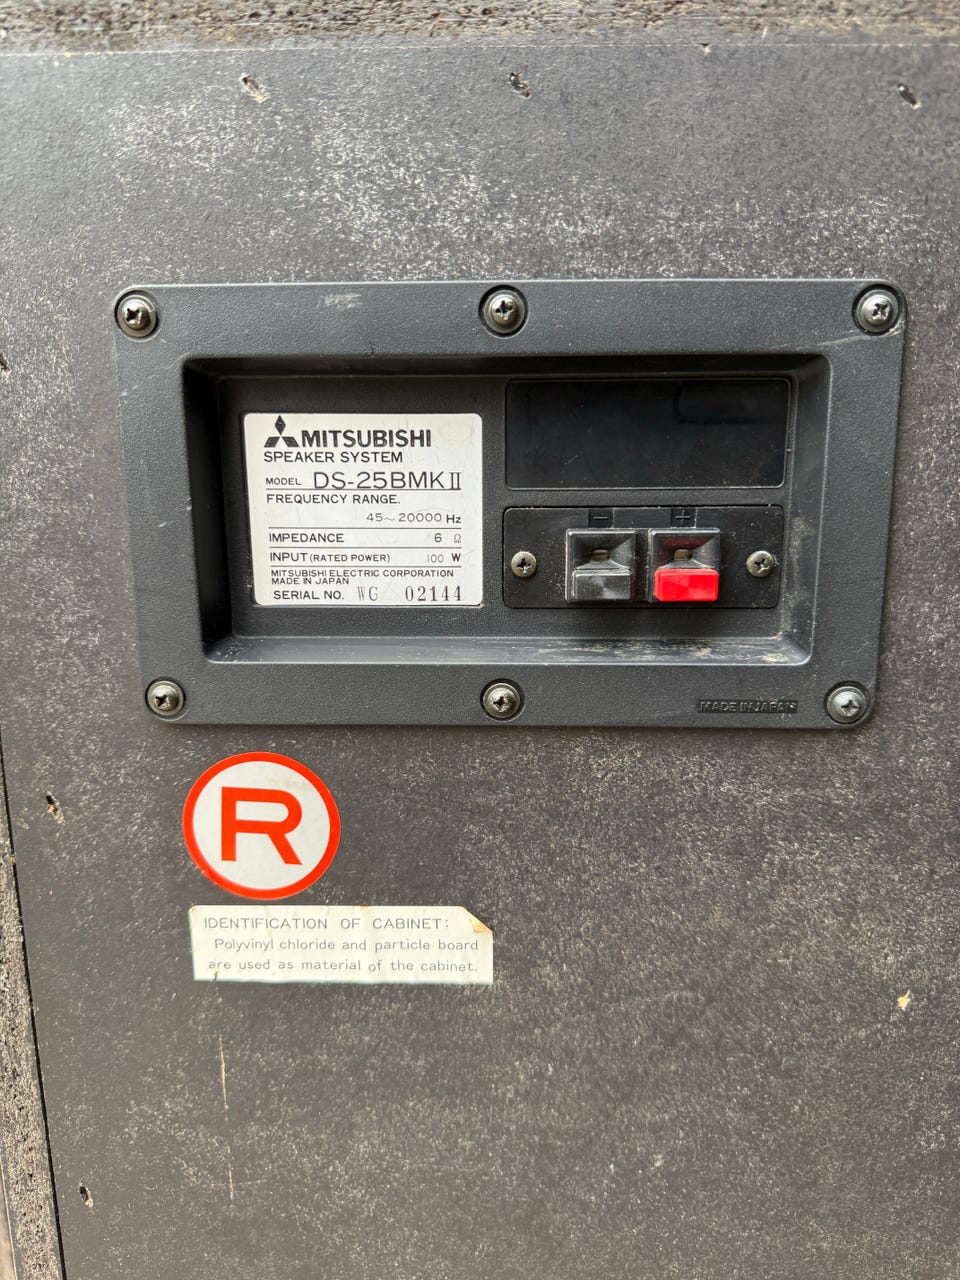 MITSUBISHI
SPEAKER SYSTEM
MODEL DS-25BMKII
FREQUENCY RANGE.
45~20000 Hz
IMPEDANCE 6 Ω
INPUT (RATED POWER) 100 W
MITSUBISHI ELECTRIC CORPORATION
MADE IN JAPAN
SERIAL NO. WG 02144
− +
MADE IN JAPAN
R
IDENTIFICATION OF CABINET:
Polyvinyl chloride and particle board
are used as material of the cabinet.